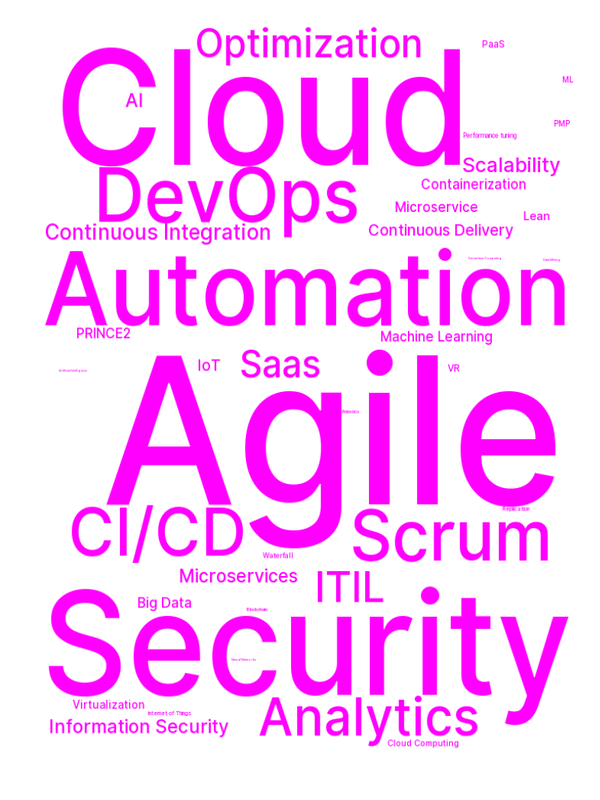 Optimization
PaaS
Cloud
ML
AI
PMP
Performance tuning
Scalability
DevOps
Containerization
Microservice
Lean
Continuous Integration
Continuous Delivery
Automation
PRINCE2
Machine Learning
IoT
Saas
VR
Agile
CI/CD
Scrum
Waterfall
Microservices
ITIL
Big Data
Blockchain
Security
Virtualization
Internet of Things
Information Security
Analytics
Cloud Computing